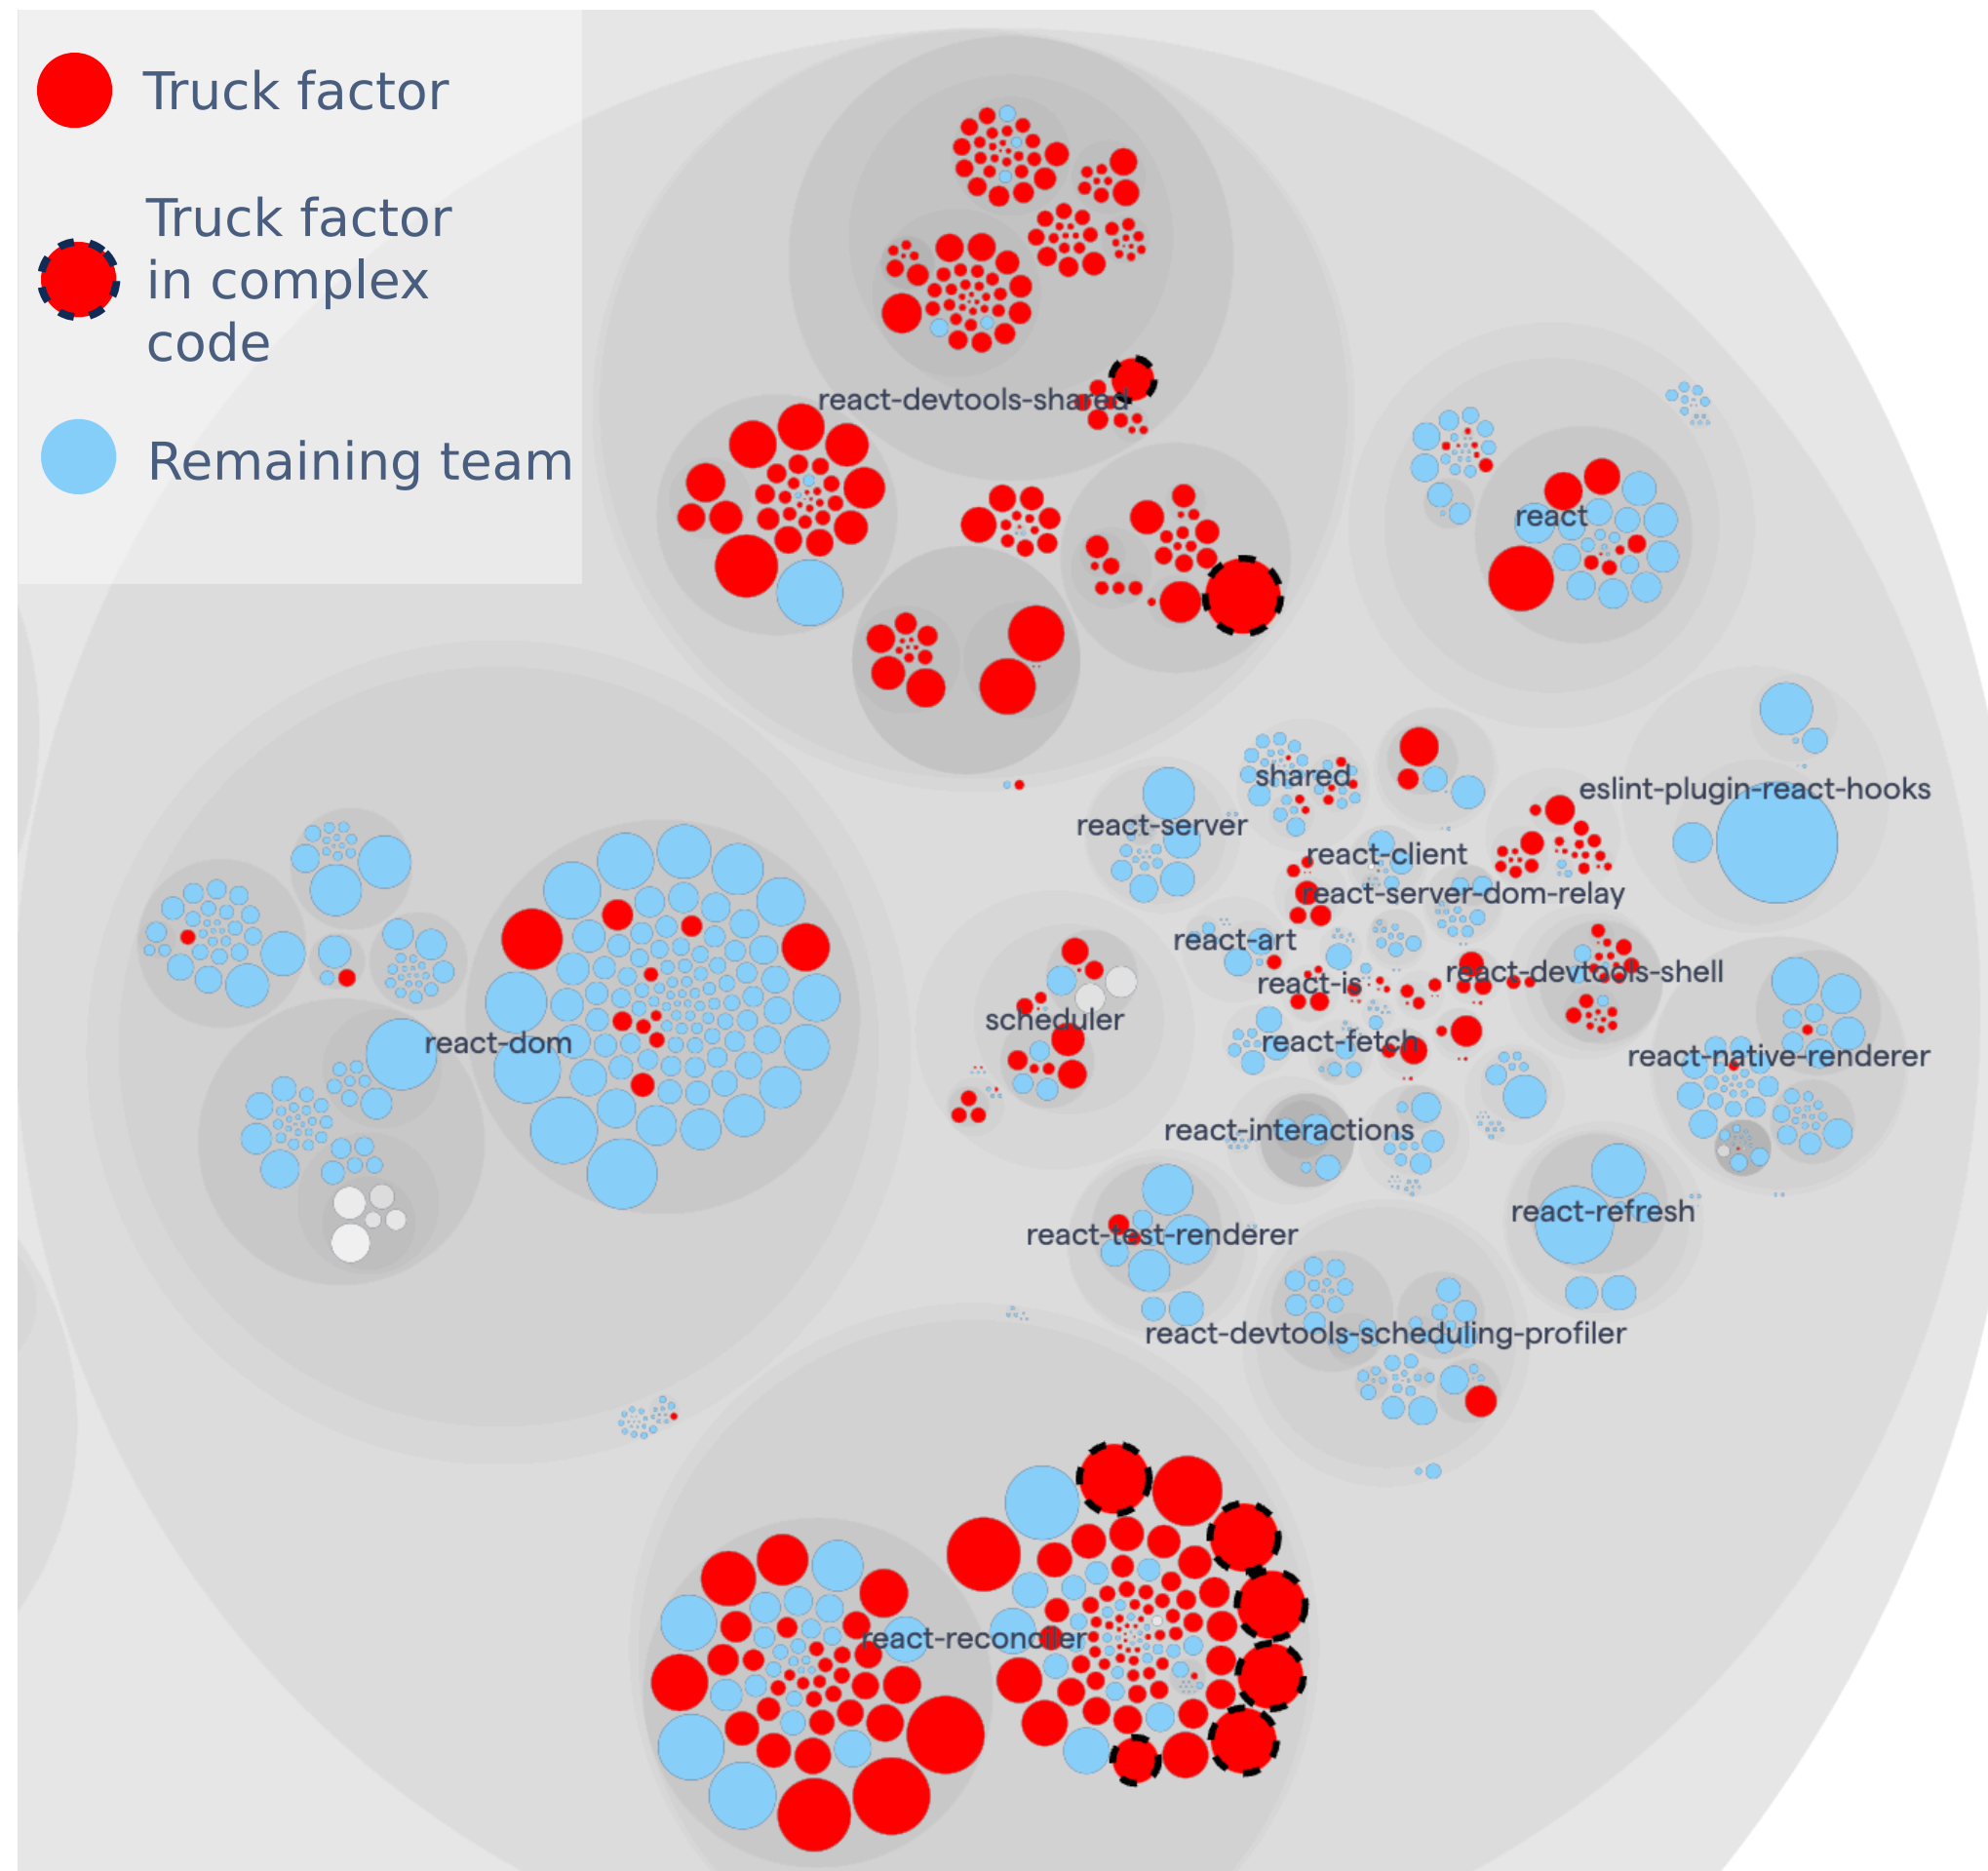 Truck factor
Truck factor
in complex
code
Remaining team
react-devtools-shared
react
shared
eslint-plugin-react-hooks
react-server
react-client
react-server-dom-relay
react-art
react-devtools-shell
react-is
scheduler
react-fetch
react-dom
react-native-renderer
react-interactions
react-refresh
react-test-renderer
react-devtools-scheduling-profiler
react-reconciler